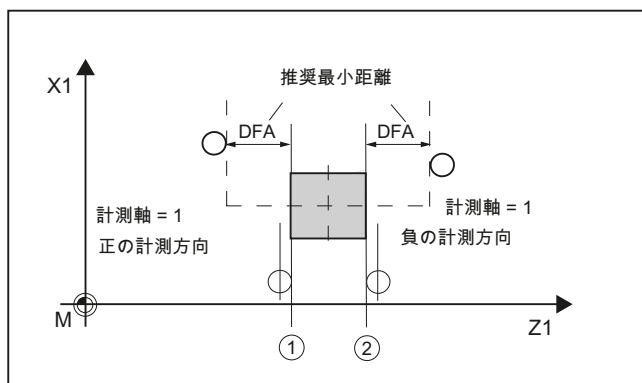 推奨最小距離
X1
DFA
DFA
計測軸 = 1
正の計測方向
計測軸 = 1
負の計測方向
M
Z1
1
2